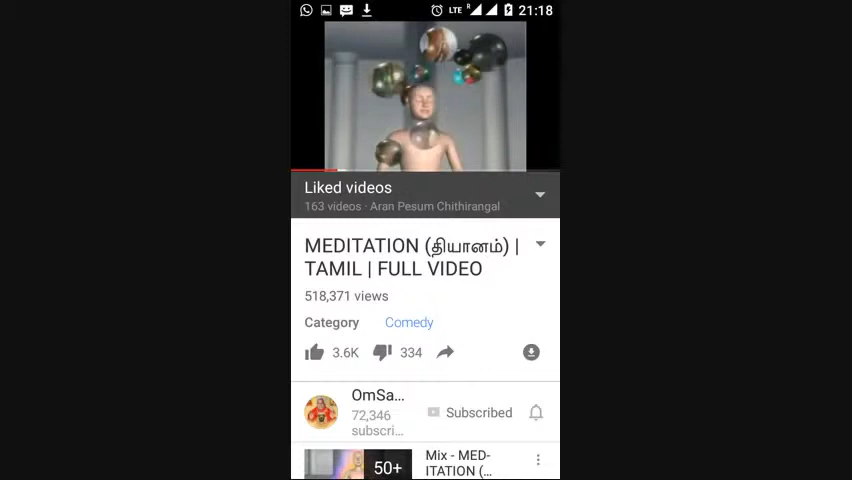 LTE R 21:18
Liked videos
163 videos · Aran Pesum Chithirangal
MEDITATION (தியானம்) |
TAMIL | FULL VIDEO
518,371 views
Category Comedy
3.6K 334
OmSa...
72,346
subscri...
Subscribed
50+
Mix - MED-
ITATION (...